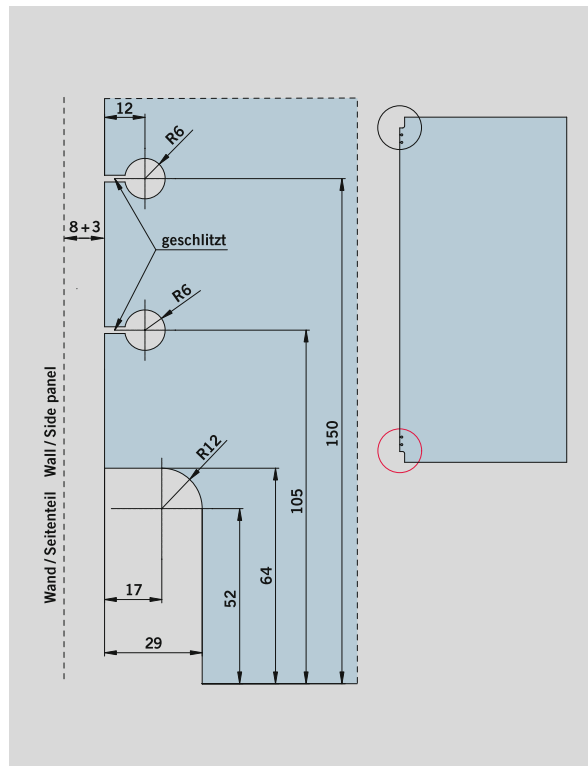 12
R6
8+3
geschlitzt
R6
Wand / Seitenteil Wall / Side panel
R12
150
105
64
52
17
29